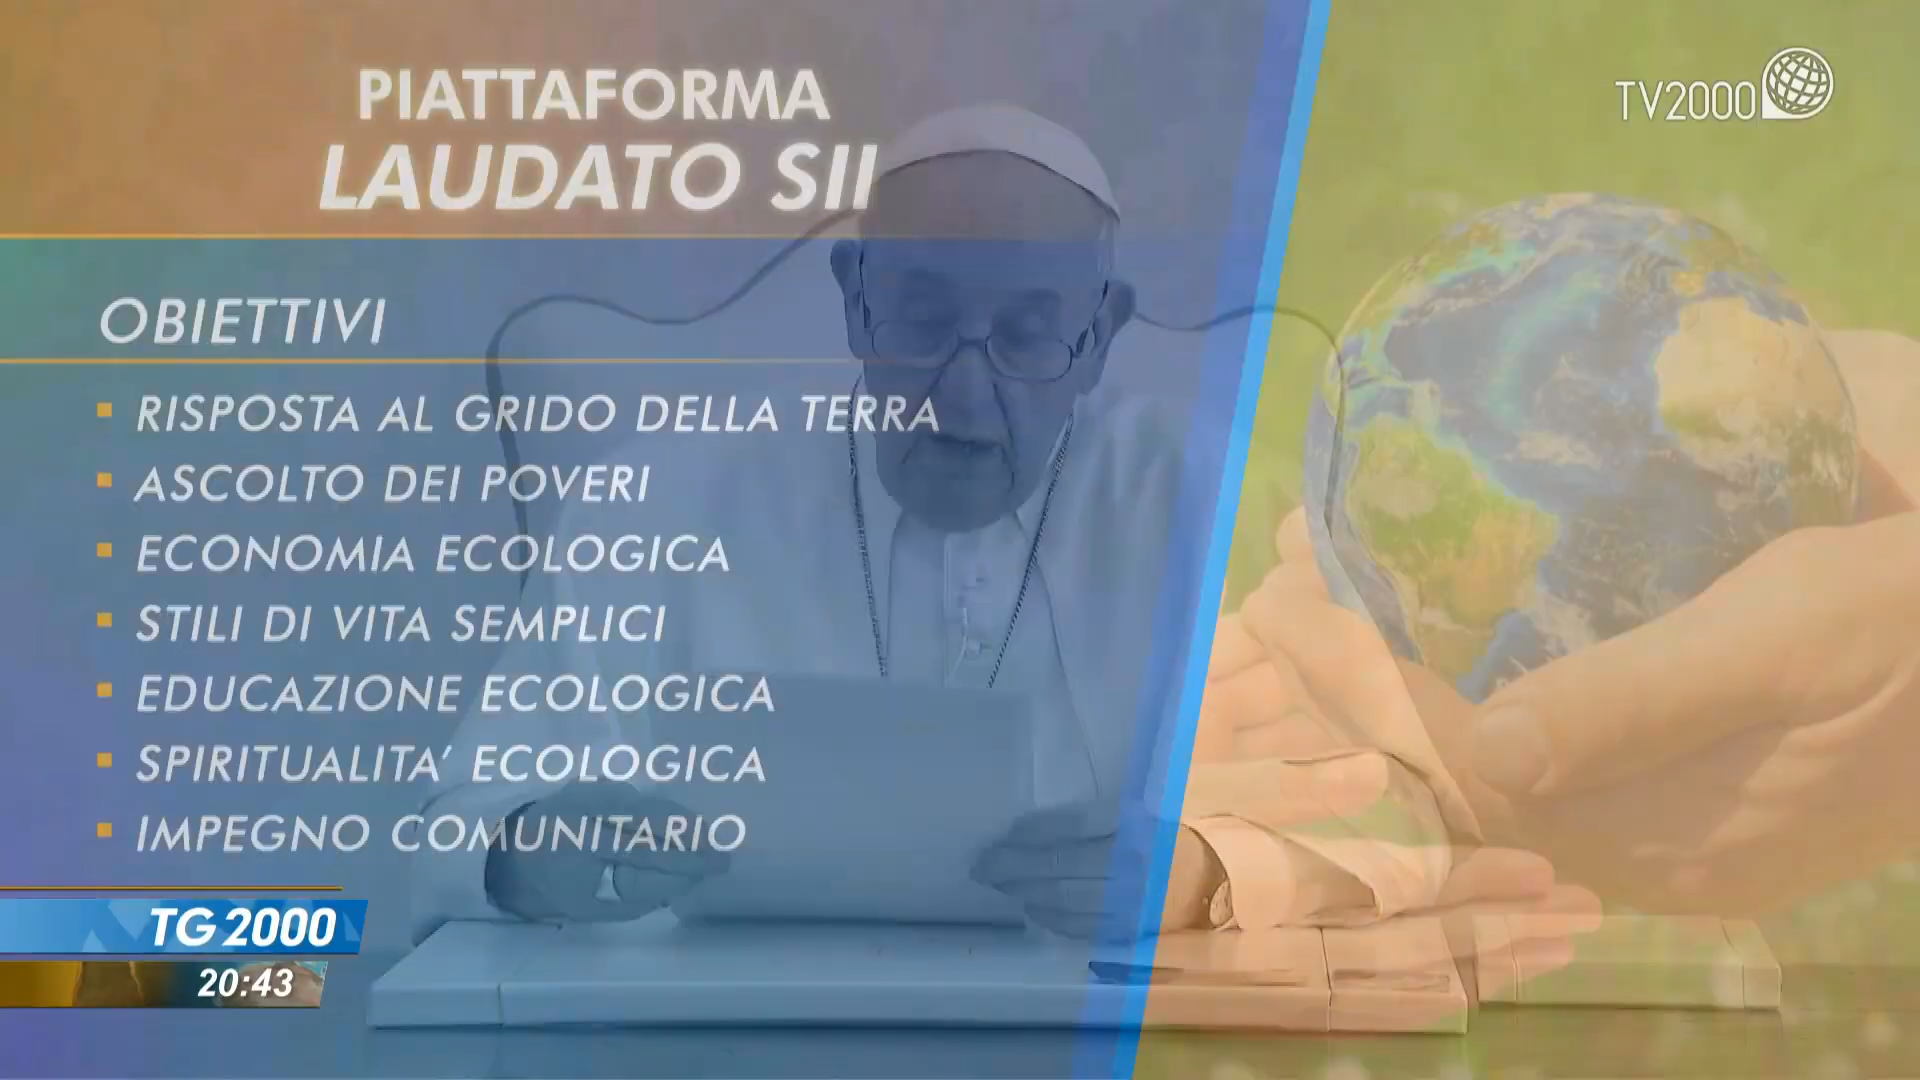 PIATTAFORMA
LAUDATO SII
TV2000
OBIETTIVI
RISPOSTA AL GRIDO DELLA TERRA
ASCOLTO DEI POVERI
ECONOMIA ECOLOGICA
STILI DI VITA SEMPLICI
EDUCAZIONE ECOLOGICA
SPIRITUALITA’ ECOLOGICA
IMPEGNO COMUNITARIO
TG 2000
20:43